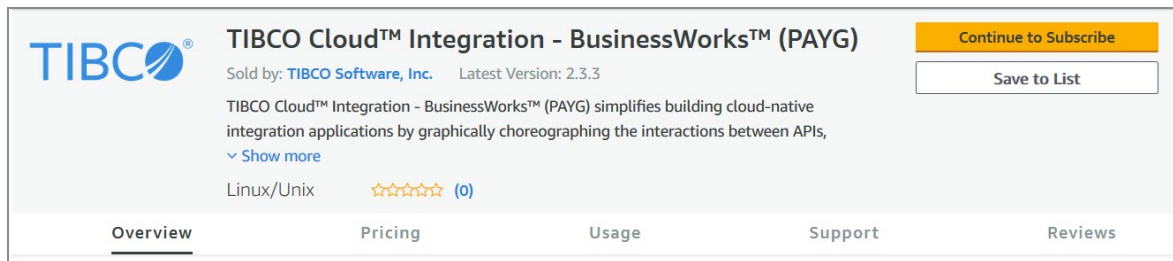 TIBCO®
TIBCO Cloud™ Integration - BusinessWorks™ (PAYG)
Sold by: TIBCO Software, Inc. Latest Version: 2.3.3
TIBCO Cloud™ Integration - BusinessWorks™ (PAYG) simplifies building cloud-native
integration applications by graphically choreographing the interactions between APIs,
Show more
Linux/Unix (0)
Continue to Subscribe
Save to List
Overview Pricing Usage Support Reviews